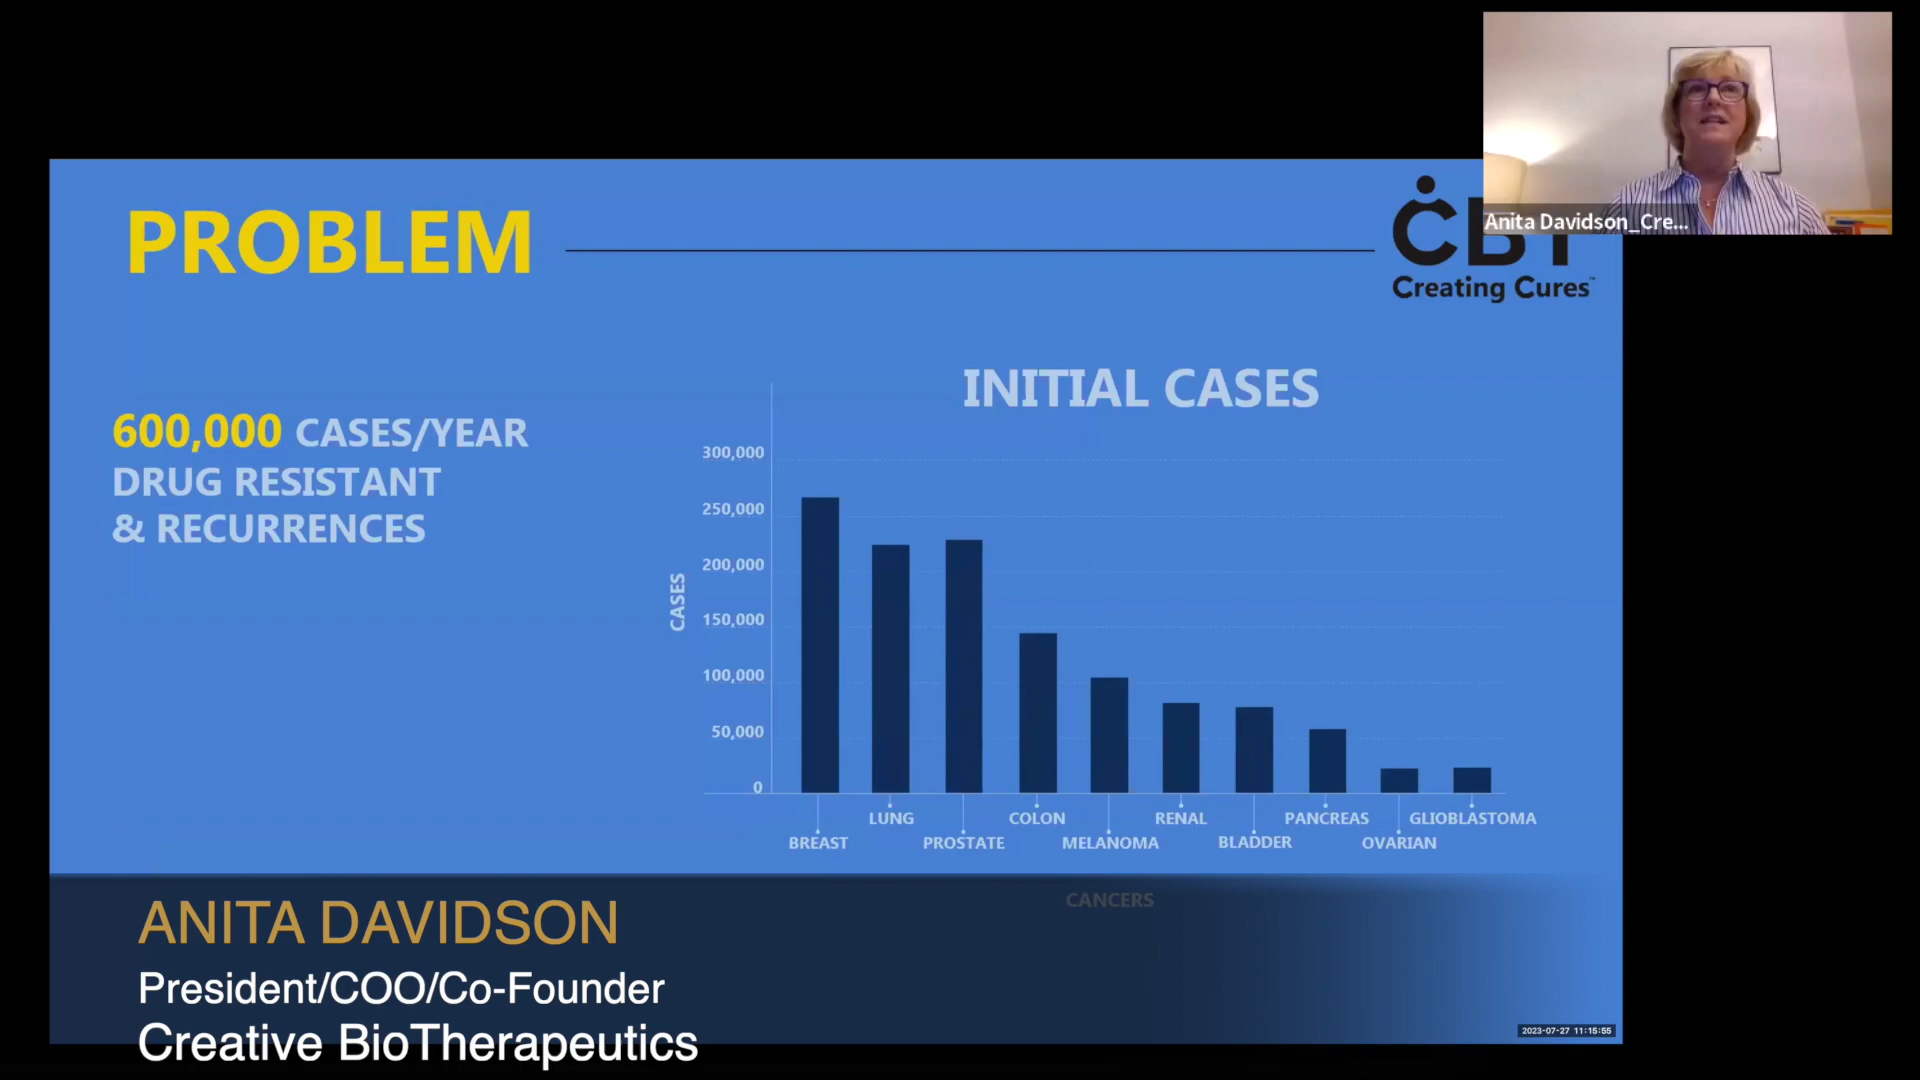 Anita Davidson_Cre...
PROBLEM
CBT
Creating Cures™
INITIAL CASES
600,000 CASES/YEAR
DRUG RESISTANT
& RECURRENCES
CASES
300,000
250,000
200,000
150,000
100,000
50,000
0
BREAST
LUNG
PROSTATE
COLON
MELANOMA
RENAL
BLADDER
PANCREAS
OVARIAN
GLIOBLASTOMA
CANCERS
ANITA DAVIDSON
President/COO/Co-Founder
Creative BioTherapeutics
2023-07-27 11:15:55